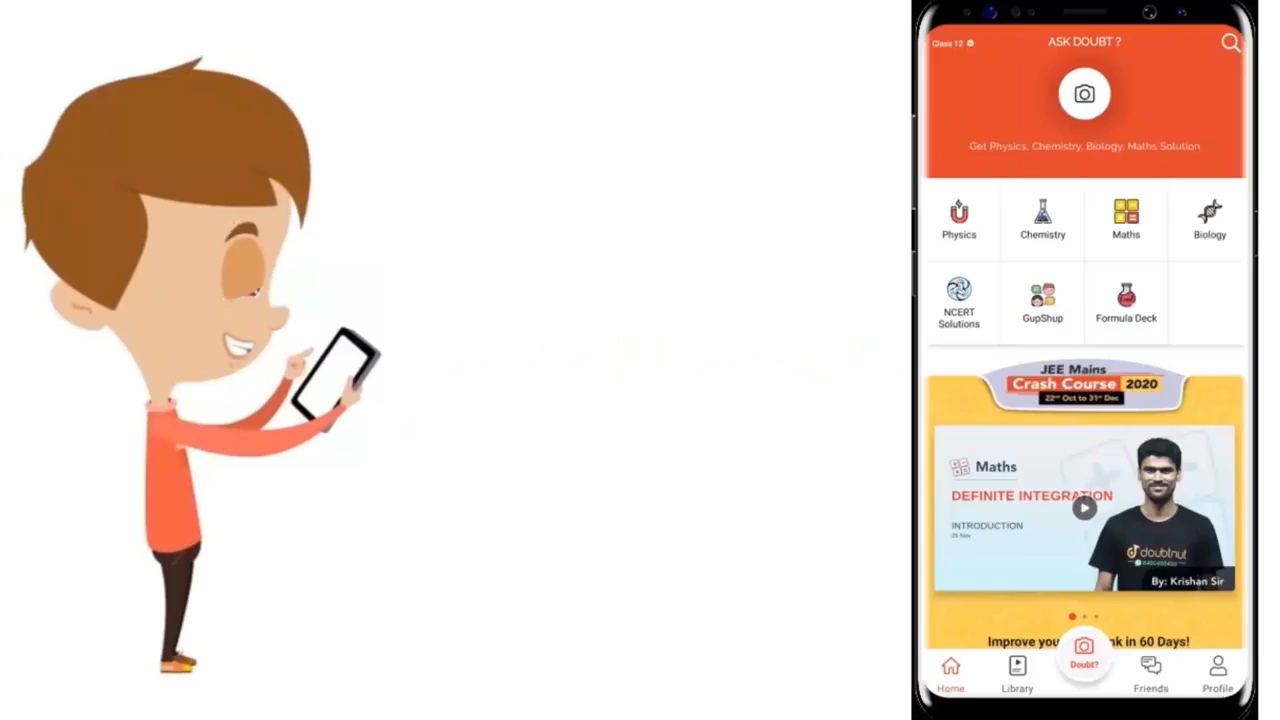 Class 12
ASK DOUBT ?
Get Physics, Chemistry, Biology, Maths Solution
Physics
Chemistry
Maths
Biology
NCERT
Solutions
GupShup
Formula Deck
JEE Mains
Crash Course 2020
22nd Oct to 31st Dec
Maths
DEFINITE INTEGRATION
INTRODUCTION
doubtnut
By: Krishan Sir
Improve you nk in 60 Days!
Doubt?
Home
Library
Friends
Profile